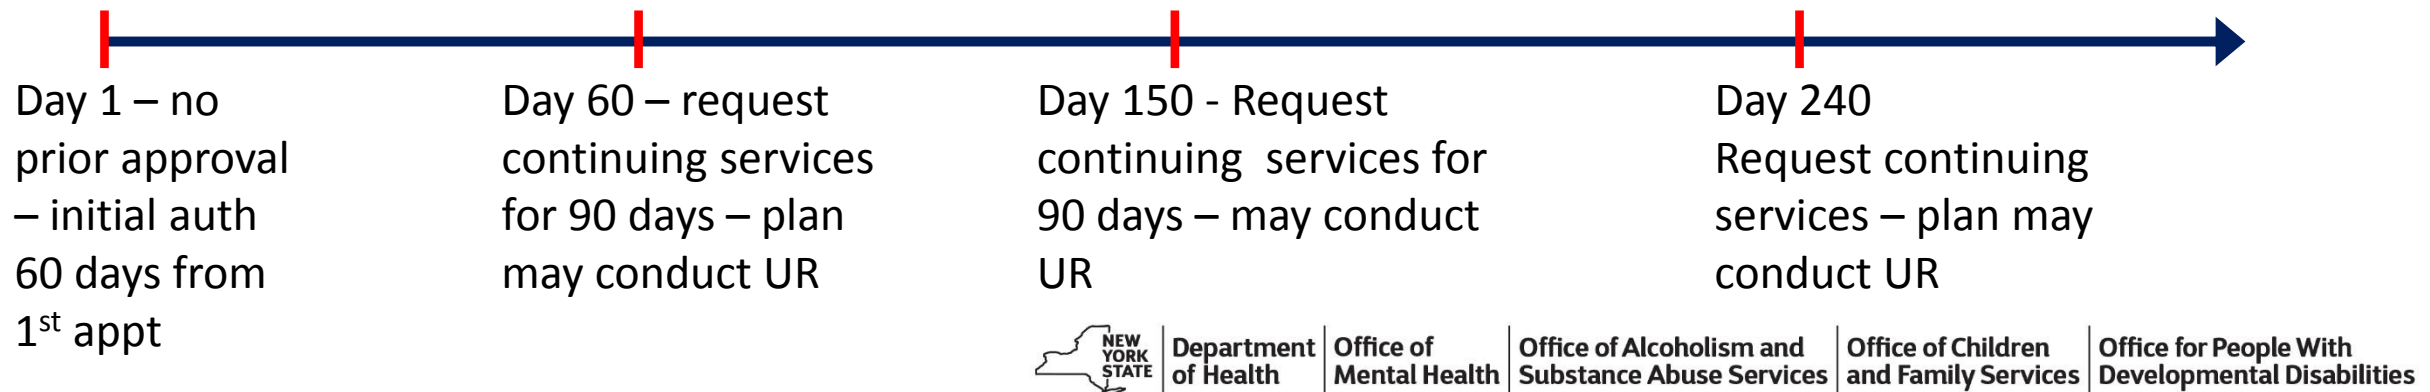 Day 1 – no
prior approval
– initial auth
60 days from
1st appt
Day 60 – request
continuing services
for 90 days – plan
may conduct UR
Day 150 - Request
continuing  services for
90 days – may conduct
UR
Day 240
Request continuing
services – plan may
conduct UR
NEW
YORK
STATE
Department
of Health
Office of
Mental Health
Office of Alcoholism and
Substance Abuse Services
Office of Children
and Family Services
Office for People With
Developmental Disabilities